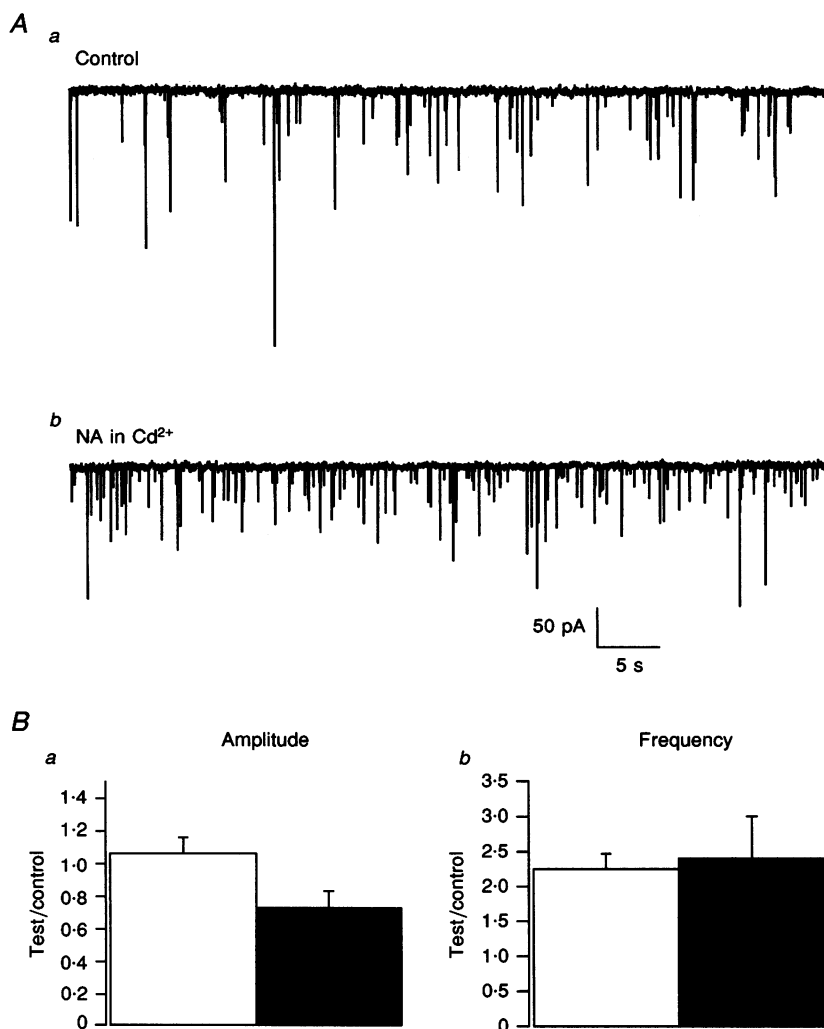 A
a
Control
b
NA in Cd²⁺
50 pA
5 s
B
a
Amplitude
Test/control
1·4
1·2
1·0
0·8
0·6
0·4
0·2
0
b
Frequency
Test/control
3·5
3·0
2·5
2·0
1·5
1·0
0·5
0